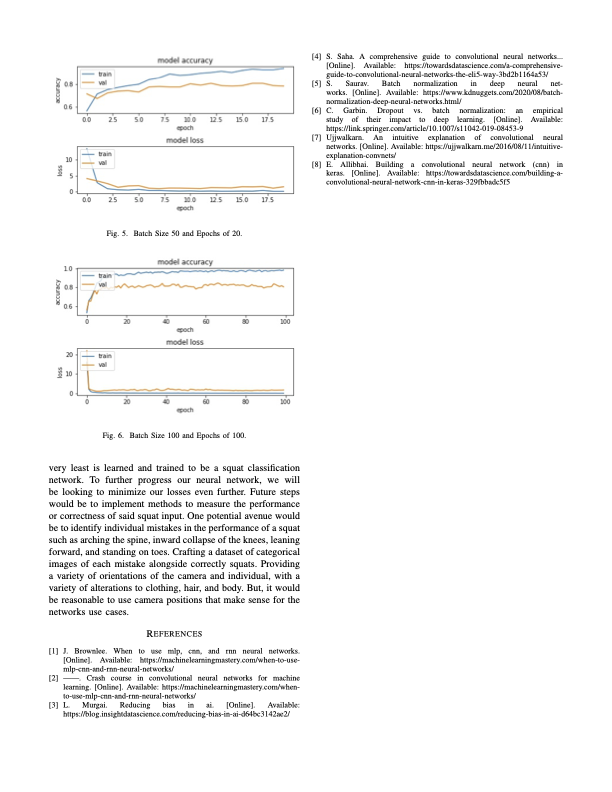 model accuracy
train
val
0.8
0.6
accuracy
0.0 2.5 5.0 7.5 10.0 12.5 15.0 17.5
epoch
model loss
train
val
10
5
0
loss
0.0 2.5 5.0 7.5 10.0 12.5 15.0 17.5
epoch
Fig. 5. Batch Size 50 and Epochs of 20.
model accuracy
train
val
1.0
0.8
0.6
accuracy
0 20 40 60 80 100
epoch
model loss
train
val
20
10
0
loss
0 20 40 60 80 100
epoch
Fig. 6. Batch Size 100 and Epochs of 100.
very least is learned and trained to be a squat classification
network. To further progress our neural network, we will
be looking to minimize our losses even further. Future steps
would be to implement methods to measure the performance
or correctness of said squat input. One potential avenue would
be to identify individual mistakes in the performance of a squat
such as arching the spine, inward collapse of the knees, leaning
forward, and standing on toes. Crafting a dataset of categorical
images of each mistake alongside correctly squats. Providing
a variety of orientations of the camera and individual, with a
variety of alterations to clothing, hair, and body. But, it would
be reasonable to use camera positions that make sense for the
networks use cases.
REFERENCES
[1] J. Brownlee. When to use mlp, cnn, and rnn neural networks.
[Online]. Available: https://machinelearningmastery.com/when-to-use-
mlp-cnn-and-rnn-neural-networks/
[2] ——. Crash course in convolutional neural networks for machine
learning. [Online]. Available: https://machinelearningmastery.com/when-
to-use-mlp-cnn-and-rnn-neural-networks/
[3] L. Murgai. Reducing bias in ai. [Online]. Available:
https://blog.insightdatascience.com/reducing-bias-in-ai-d64bc3142ae2/
[4] S. Saha. A comprehensive guide to convolutional neural networks...
[Online]. Available: https://towardsdatascience.com/a-comprehensive-
guide-to-convolutional-neural-networks-the-eli5-way-3bd2b1164a53/
[5] S. Saurav. Batch normalization in deep neural net-
works. [Online]. Available: https://www.kdnuggets.com/2020/08/batch-
normalization-deep-neural-networks.html/
[6] C. Garbin. Dropout vs. batch normalization: an empirical
study of their impact to deep learning. [Online]. Available:
https://link.springer.com/article/10.1007/s11042-019-08453-9
[7] Ujjwalkarn. An intuitive explanation of convolutional neural
networks. [Online]. Available: https://ujjwalkarn.me/2016/08/11/intuitive-
explanation-convnets/
[8] E. Allibhai. Building a convolutional neural network (cnn) in
keras. [Online]. Available: https://towardsdatascience.com/building-a-
convolutional-neural-network-cnn-in-keras-329fbbadc5f5